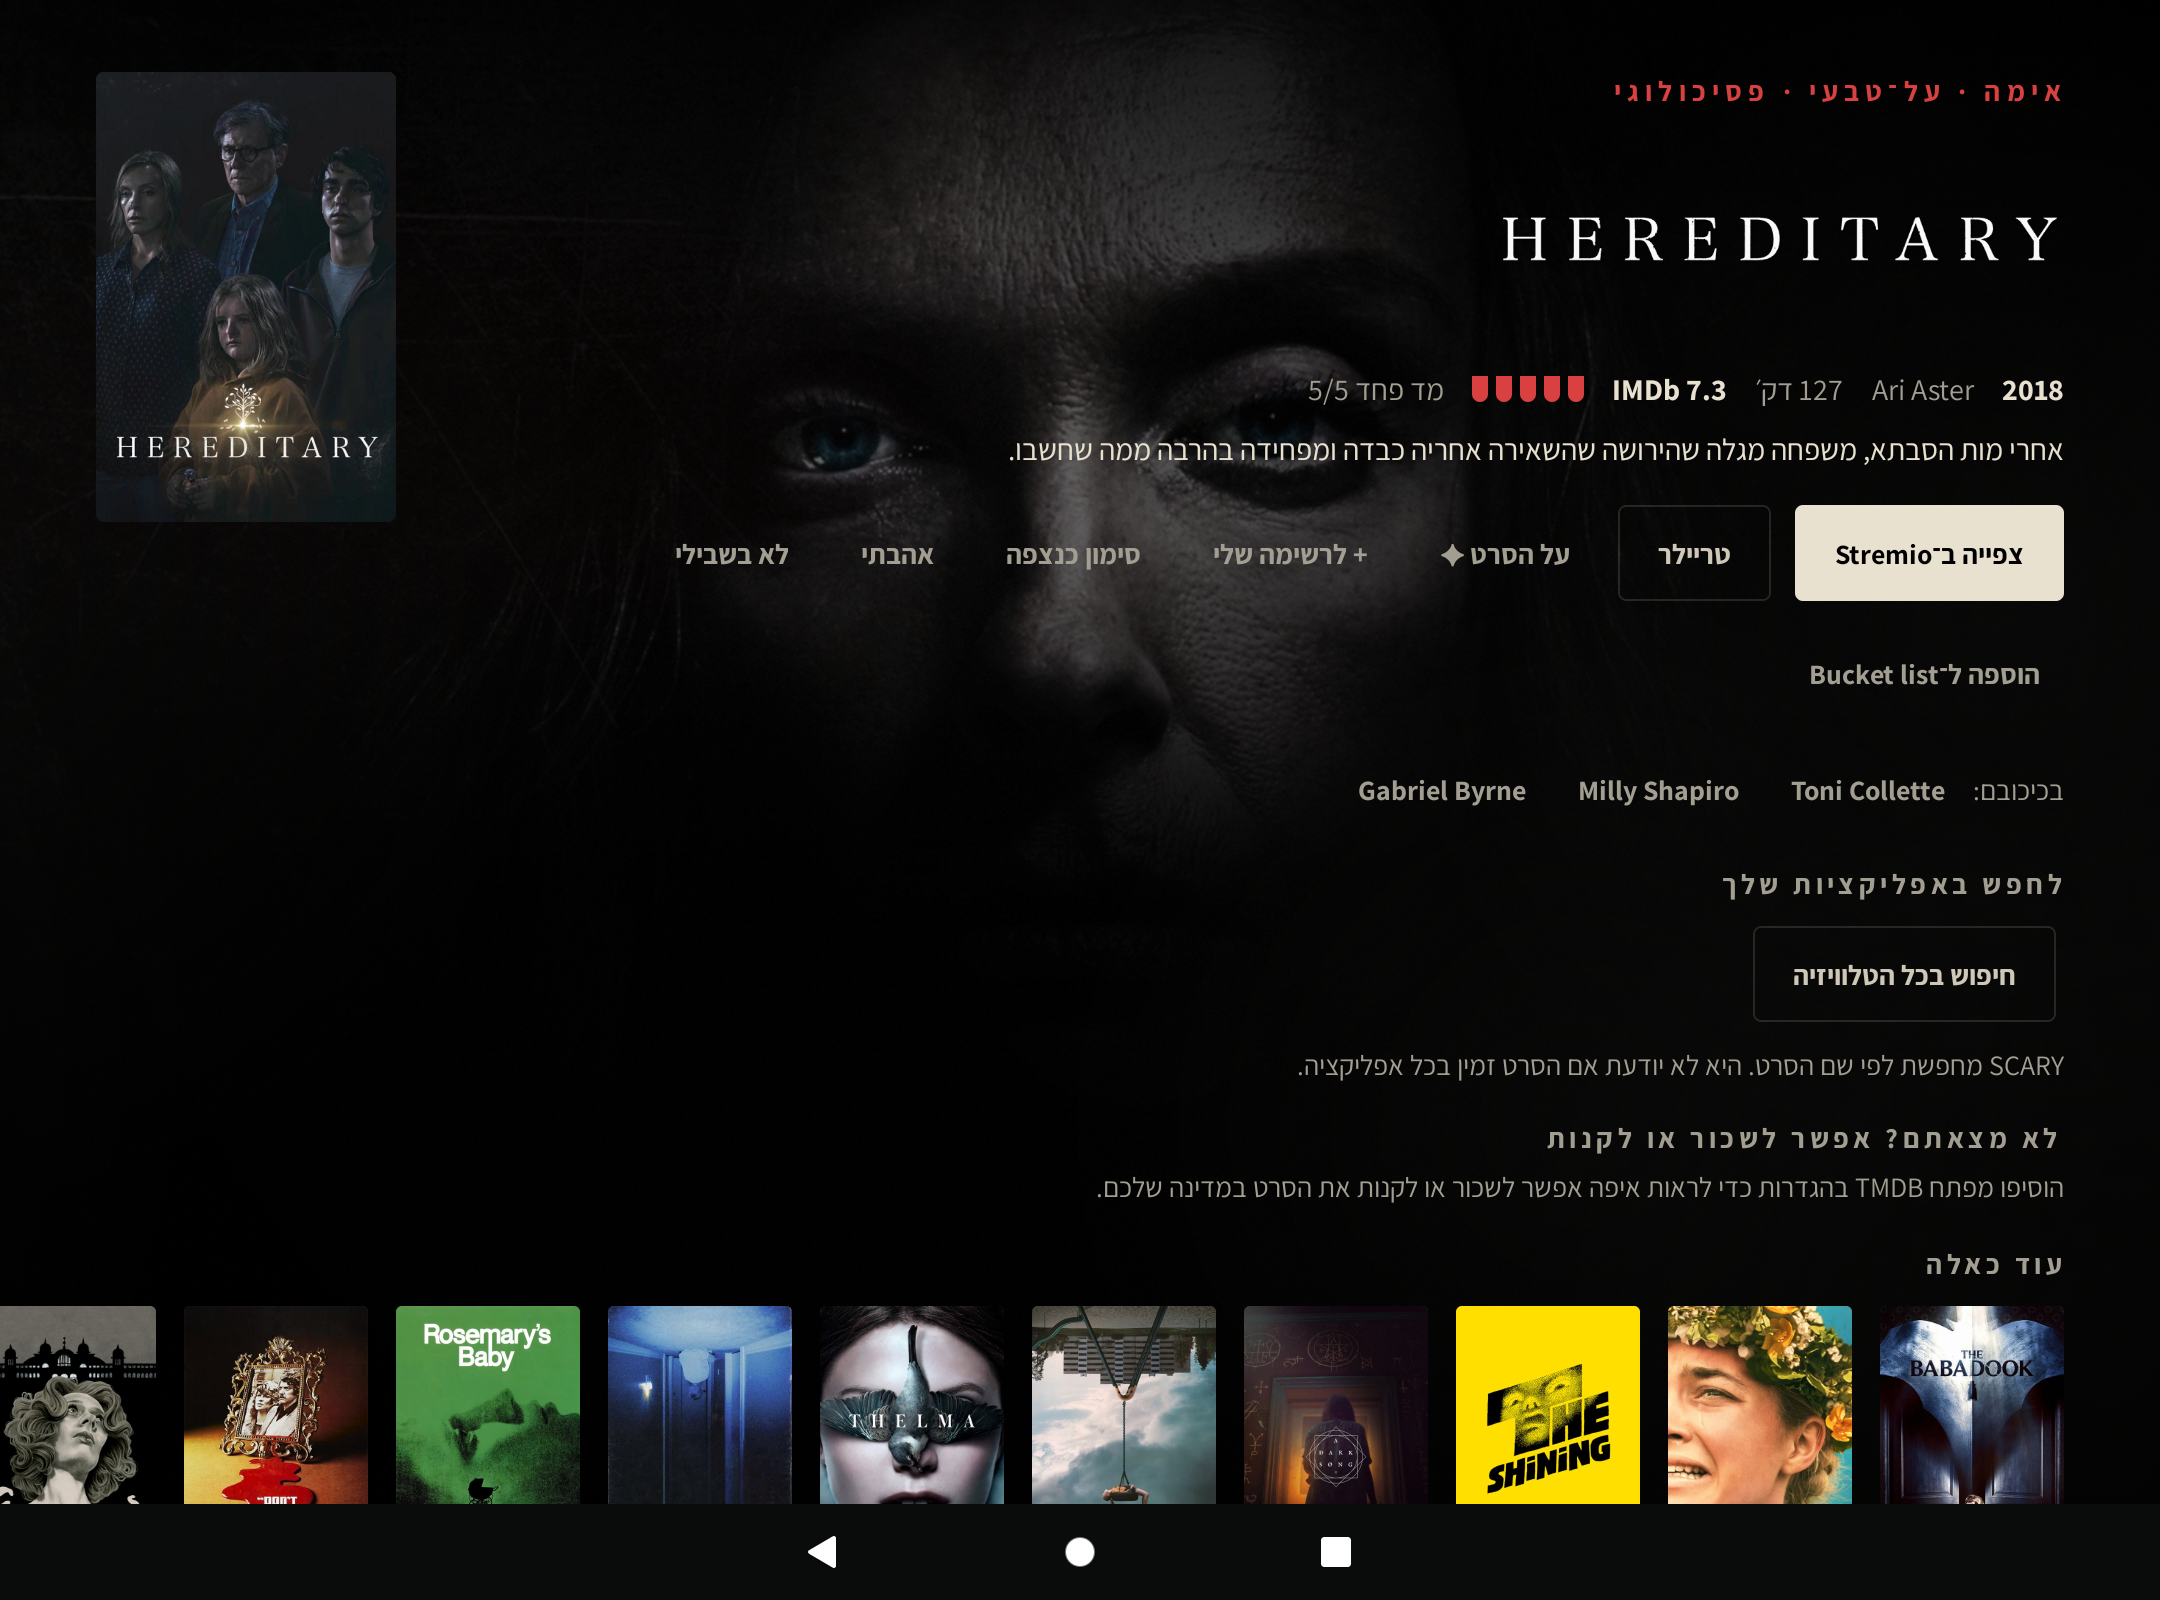 אימה · על־טבעי · פסיכולוגי
HEREDITARY
2018 Ari Aster 127 דק׳ IMDb 7.3 מד פחד 5/5
אחרי מות הסבתא, משפחה מגלה שהירושה שהשאירה אחריה כבדה ומפחידה בהרבה ממה שחשבו.
צפייה ב־Stremio טריילר על הסרט ✦ + לרשימה שלי סימון כנצפה אהבתי לא בשבילי
הוספה ל־Bucket list
בכיכובם: Toni Collette Milly Shapiro Gabriel Byrne
לחפש באפליקציות שלך
חיפוש בכל הטלוויזיה
SCARY מחפשת לפי שם הסרט. היא לא יודעת אם הסרט זמין בכל אפליקציה.
לא מצאתם? אפשר לשכור או לקנות
הוסיפו מפתח TMDB בהגדרות כדי לראות איפה אפשר לשכור או לקנות את הסרט במדינה שלכם.
עוד כאלה
HEREDITARY
THE
BABADOOK
THE
SHiNiNG
A
DARK
SONG
THELMA
Rosemary's
Baby
"DON'T